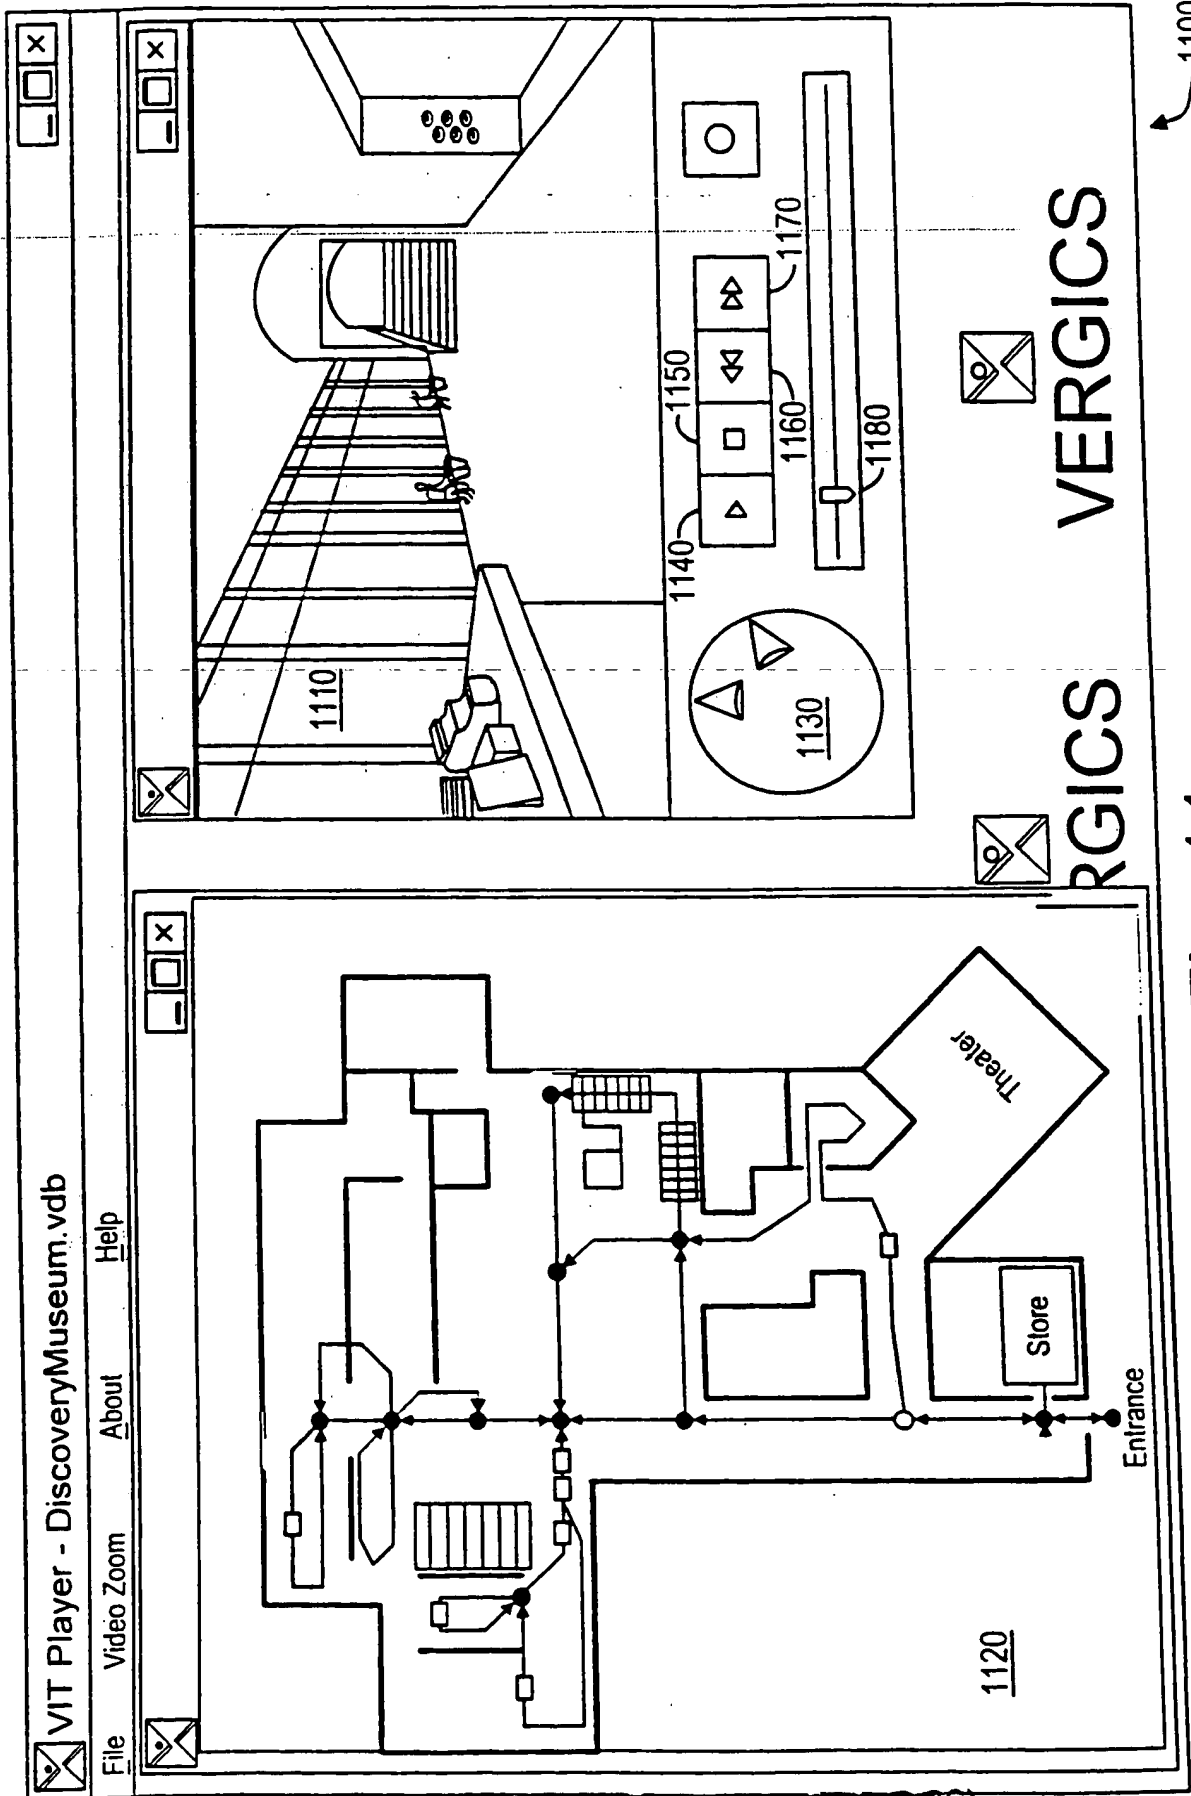 VIT Player - DiscoveryMuseum.vdb
File Video Zoom About Help
1110
1120
Theater
Store
Entrance
1130
1140
1150
1160
1170
1180
VERGICS
RGICS
1100